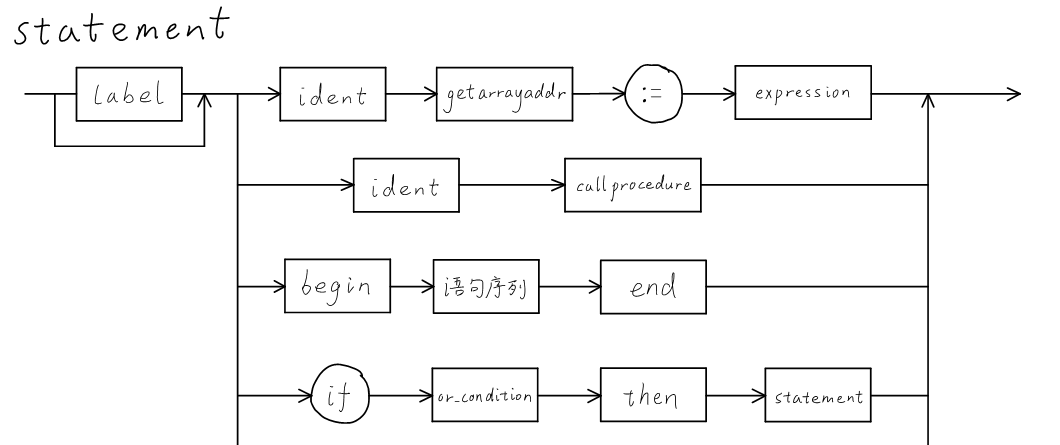 statement
label ident getarrayaddr := expression
ident callprocedure
begin 语句序列 end
if or_condition then statement